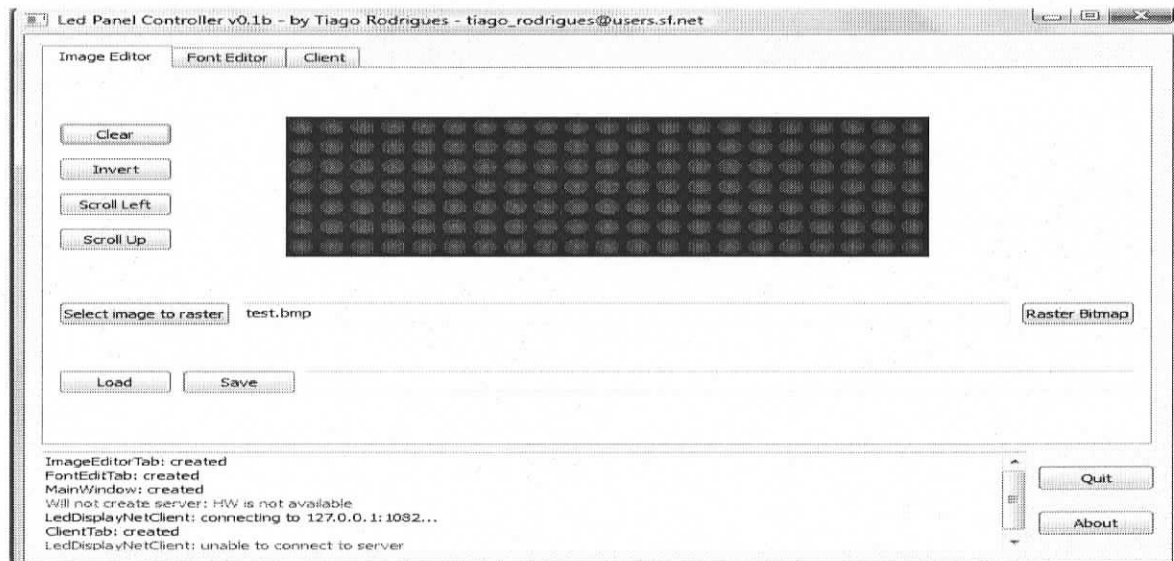 Led Panel Controller v0.1b - by Tiago Rodrigues - tiago_rodrigues@users.sf.net
Image Editor Font Editor Client
Clear
Invert
Scroll Left
Scroll Up
Select image to raster test.bmp Raster Bitmap
Load Save
ImageEditorTab: created
FontEditTab: created
MainWindow: created
Will not create server: HW is not available
LedDisplayNetClient: connecting to 127.0.0.1:1082...
ClientTab: created
LedDisplayNetClient: unable to connect to server
Quit
About